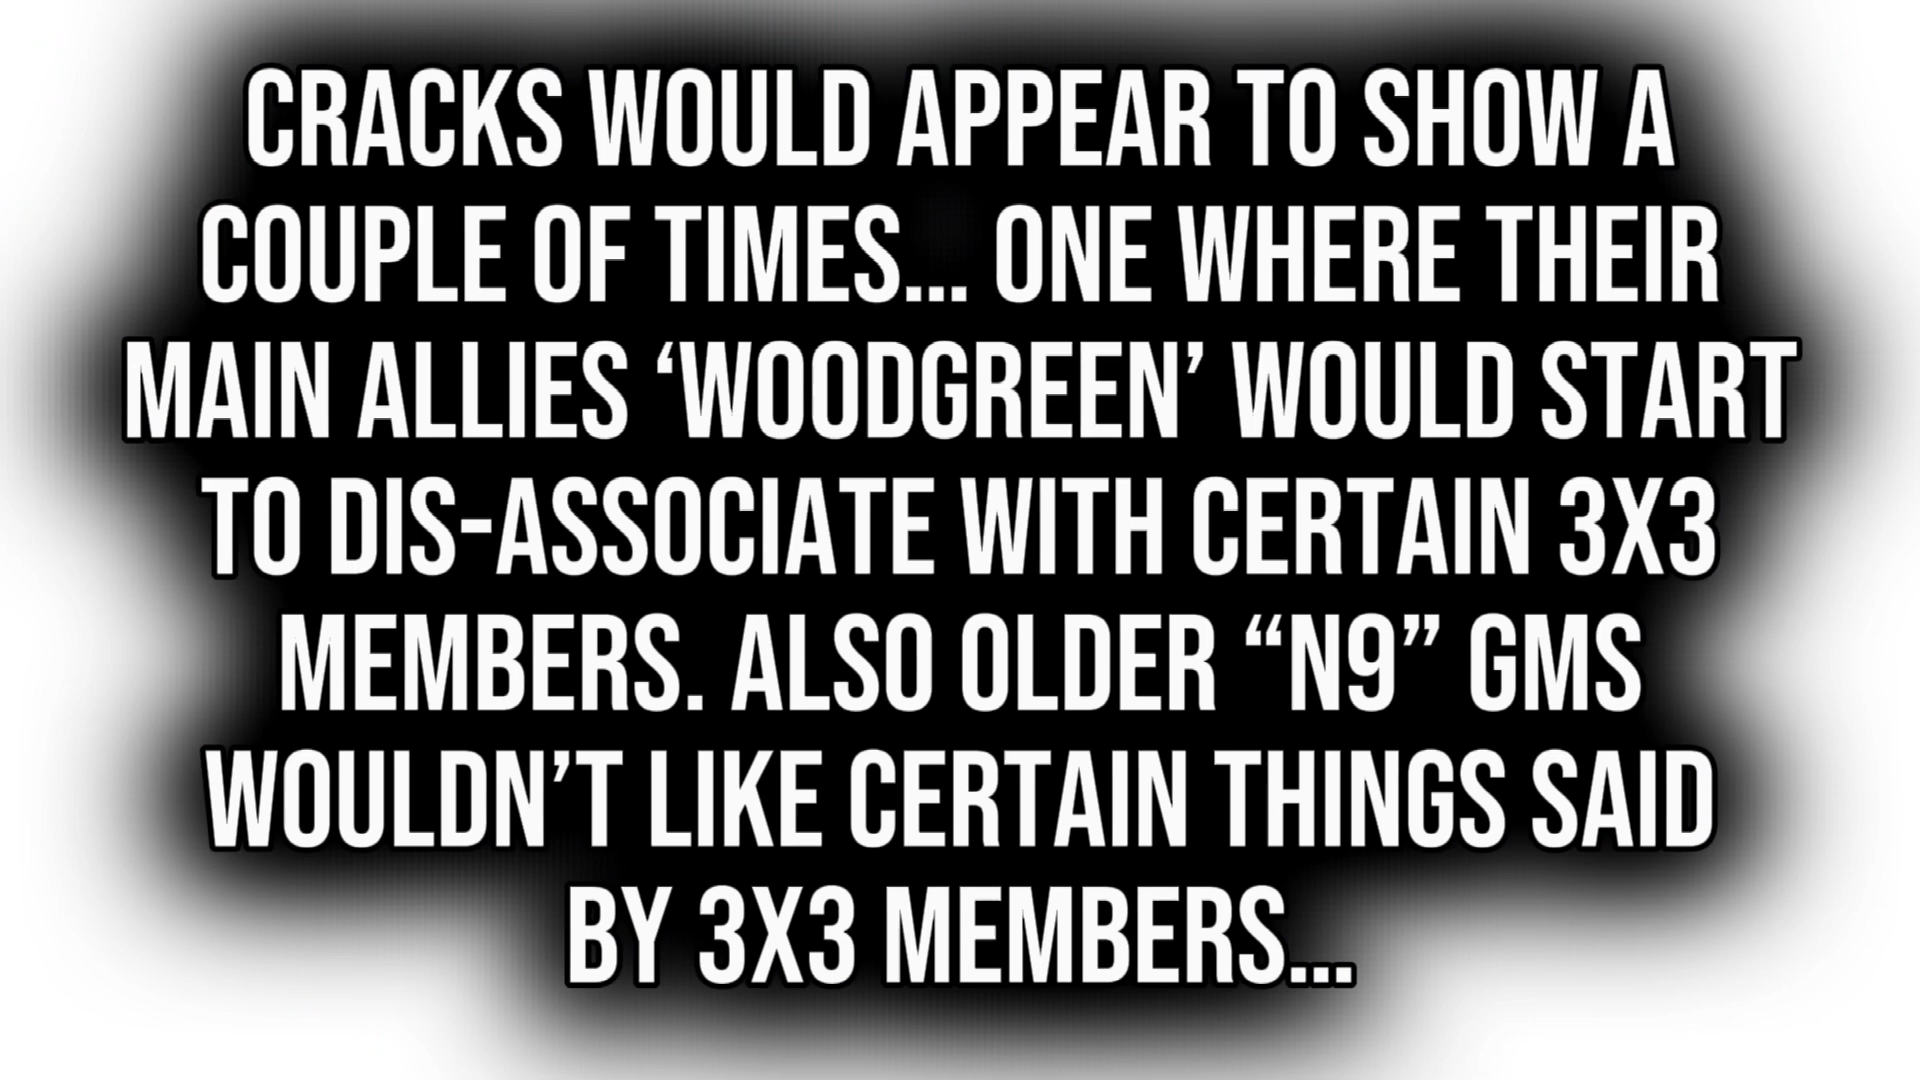 CRACKS WOULD APPEAR TO SHOW A
COUPLE OF TIMES... ONE WHERE THEIR
MAIN ALLIES ‘WOODGREEN’ WOULD START
TO DIS-ASSOCIATE WITH CERTAIN 3X3
MEMBERS. ALSO OLDER “N9” GMS
WOULDN’T LIKE CERTAIN THINGS SAID
BY 3X3 MEMBERS...